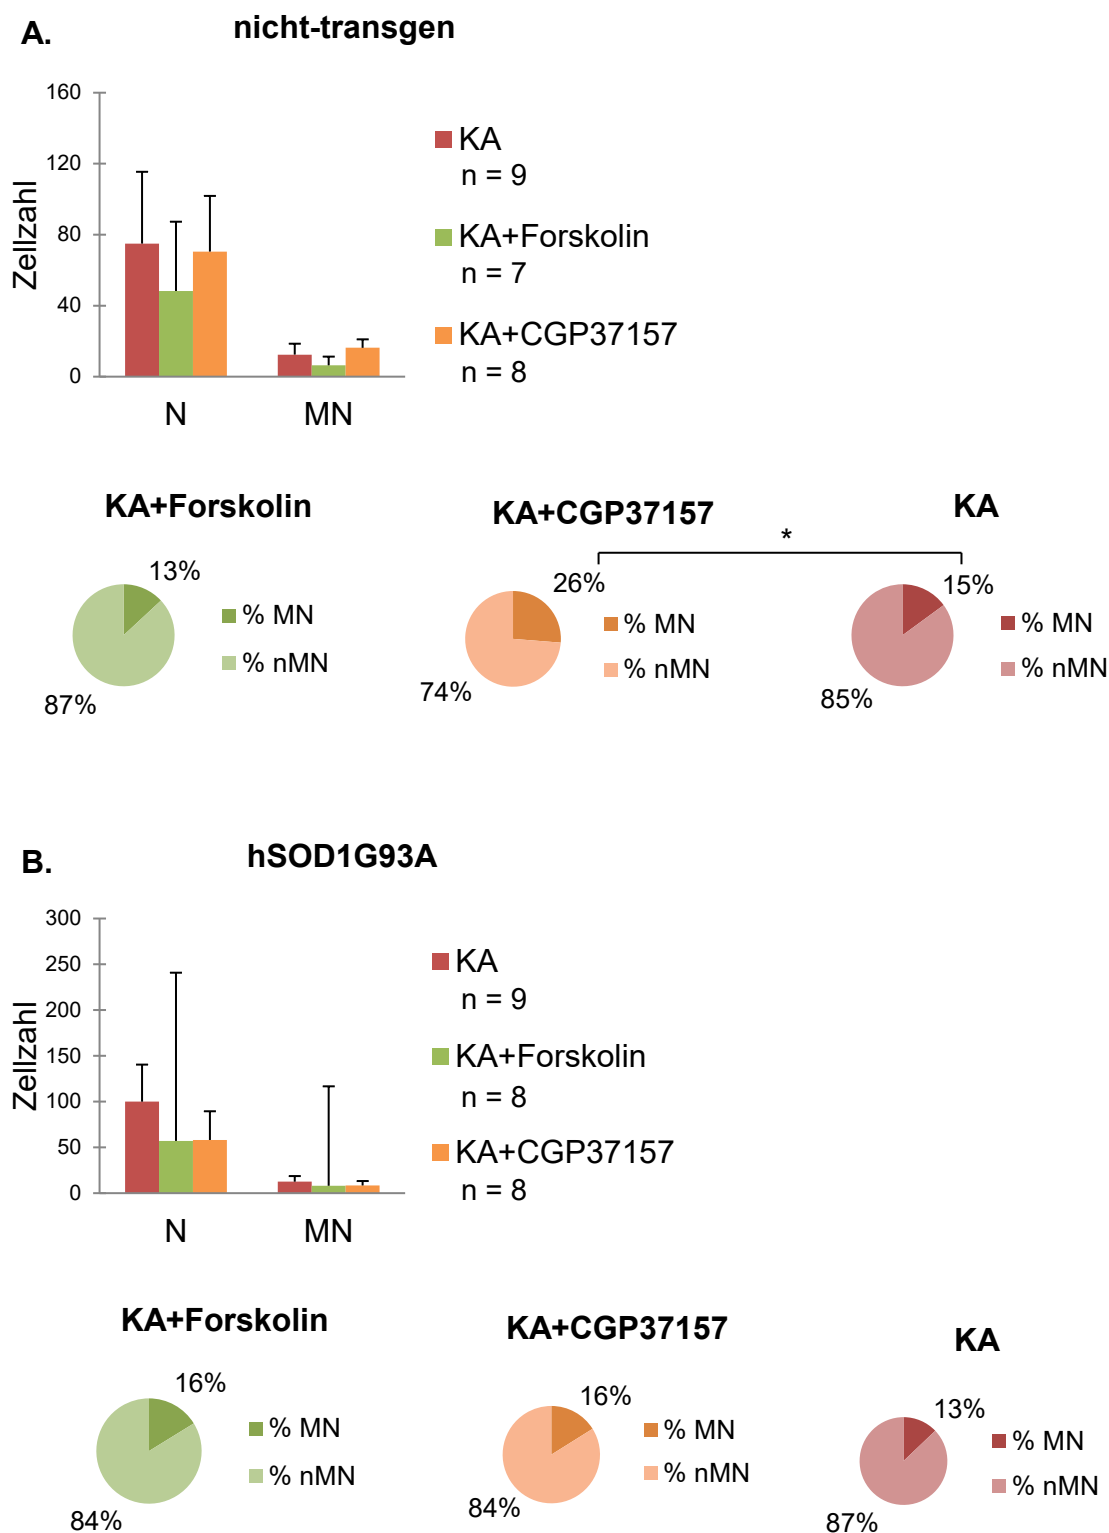 A.
nicht-transgen
160
120
80
40
0
Zellzahl
N
MN
KA
n = 9
KA+Forskolin
n = 7
KA+CGP37157
n = 8
KA+Forskolin
13%
87%
% MN
% nMN
KA+CGP37157
26%
74%
% MN
% nMN
*
KA
15%
85%
% MN
% nMN
B.
hSOD1G93A
300
250
200
150
100
50
0
Zellzahl
N
MN
KA
n = 9
KA+Forskolin
n = 8
KA+CGP37157
n = 8
KA+Forskolin
16%
84%
% MN
% nMN
KA+CGP37157
16%
84%
% MN
% nMN
KA
13%
87%
% MN
% nMN